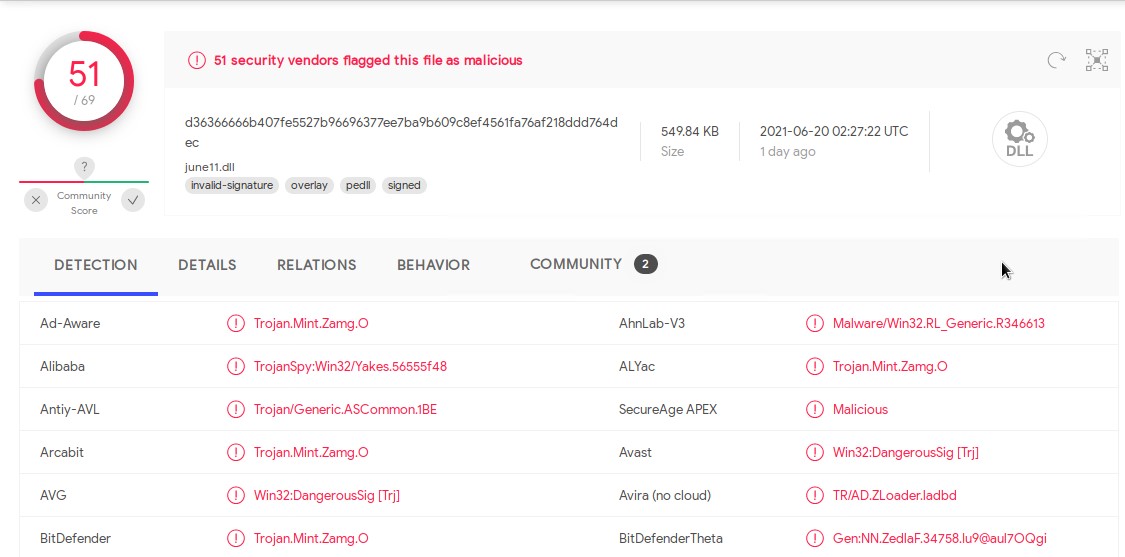 51
/ 69
?
Community
Score
51 security vendors flagged this file as malicious
d36366666b407fe5527b96696377ee7ba9b609c8ef4561fa76af218ddd764d
ec
june11.dll
invalid-signature overlay pedll signed
549.84 KB
Size
2021-06-20 02:27:22 UTC
1 day ago
DLL
DETECTION DETAILS RELATIONS BEHAVIOR COMMUNITY 2
Ad-Aware Trojan.Mint.Zamg.O AhnLab-V3 Malware/Win32.RL_Generic.R346613
Alibaba TrojanSpy:Win32/Yakes.56555f48 ALYac Trojan.Mint.Zamg.O
Antiy-AVL Trojan/Generic.ASCommon.1BE SecureAge APEX Malicious
Arcabit Trojan.Mint.Zamg.O Avast Win32:DangerousSig [Trj]
AVG Win32:DangerousSig [Trj] Avira (no cloud) TR/AD.ZLoader.ladbd
BitDefender Trojan.Mint.Zamg.O BitDefenderTheta Gen:NN.ZedlaF.34758.lu9@aul7OQgi